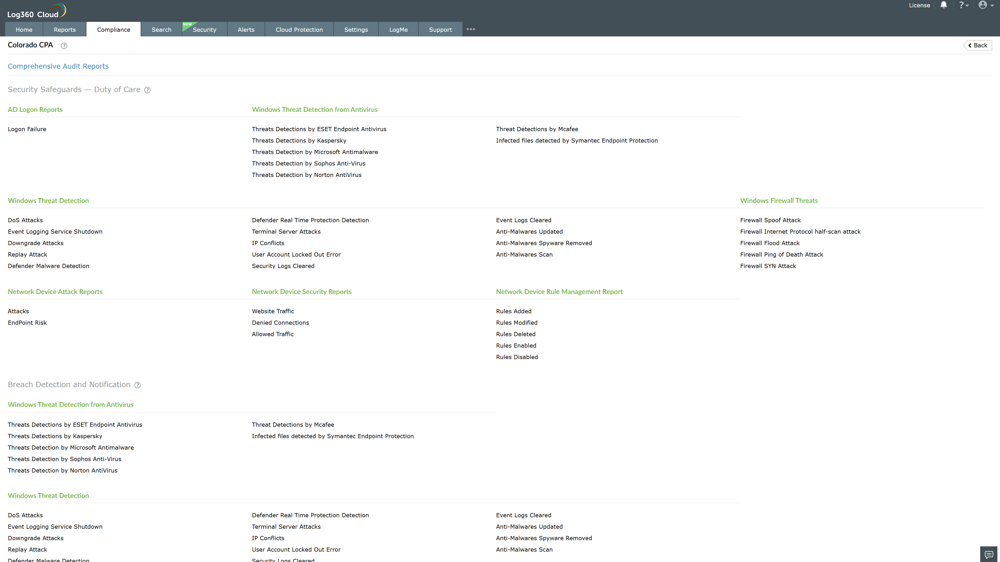 License
?
Log360 Cloud
Home
Reports
Compliance
Search
NEW
Security
Alerts
Cloud Protection
Settings
LogMe
Support
Colorado CPA ?
Back
Comprehensive Audit Reports
Security Safeguards — Duty of Care ?
AD Logon Reports
Logon Failure
Windows Threat Detection from Antivirus
Threats Detections by ESET Endpoint Antivirus
Threats Detections by Kaspersky
Threats Detection by Microsoft Antimalware
Threats Detection by Sophos Anti-Virus
Threats Detection by Norton AntiVirus
Threat Detections by Mcafee
Infected files detected by Symantec Endpoint Protection
Windows Threat Detection
DoS Attacks
Event Logging Service Shutdown
Downgrade Attacks
Replay Attack
Defender Malware Detection
Defender Real Time Protection Detection
Terminal Server Attacks
IP Conflicts
User Account Locked Out Error
Security Logs Cleared
Event Logs Cleared
Anti-Malwares Updated
Anti-Malwares Spyware Removed
Anti-Malwares Scan
Windows Firewall Threats
Firewall Spoof Attack
Firewall Internet Protocol half-scan attack
Firewall Flood Attack
Firewall Ping of Death Attack
Firewall SYN Attack
Network Device Attack Reports
Attacks
EndPoint Risk
Network Device Security Reports
Website Traffic
Denied Connections
Allowed Traffic
Network Device Rule Management Report
Rules Added
Rules Modified
Rules Deleted
Rules Enabled
Rules Disabled
Breach Detection and Notification ?
Windows Threat Detection from Antivirus
Threats Detections by ESET Endpoint Antivirus
Threats Detections by Kaspersky
Threats Detection by Microsoft Antimalware
Threats Detection by Sophos Anti-Virus
Threats Detection by Norton AntiVirus
Threat Detections by Mcafee
Infected files detected by Symantec Endpoint Protection
Windows Threat Detection
DoS Attacks
Event Logging Service Shutdown
Downgrade Attacks
Replay Attack
Defender Malware Detection
Defender Real Time Protection Detection
Terminal Server Attacks
IP Conflicts
User Account Locked Out Error
Security Logs Cleared
Event Logs Cleared
Anti-Malwares Updated
Anti-Malwares Spyware Removed
Anti-Malwares Scan